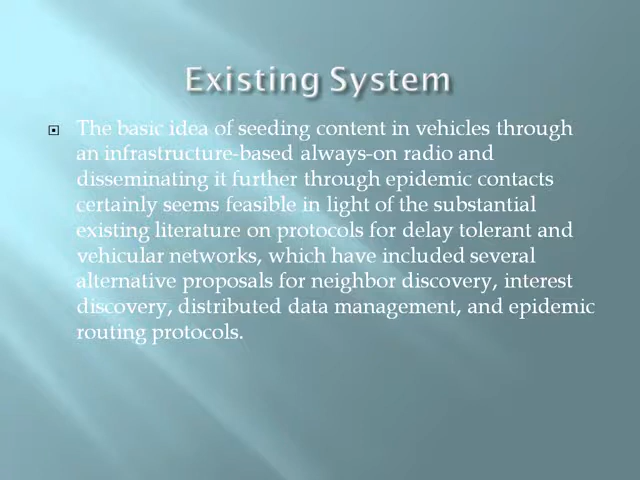 Existing System
The basic idea of seeding content in vehicles through
an infrastructure-based always-on radio and
disseminating it further through epidemic contacts
certainly seems feasible in light of the substantial
existing literature on protocols for delay tolerant and
vehicular networks, which have included several
alternative proposals for neighbor discovery, interest
discovery, distributed data management, and epidemic
routing protocols.